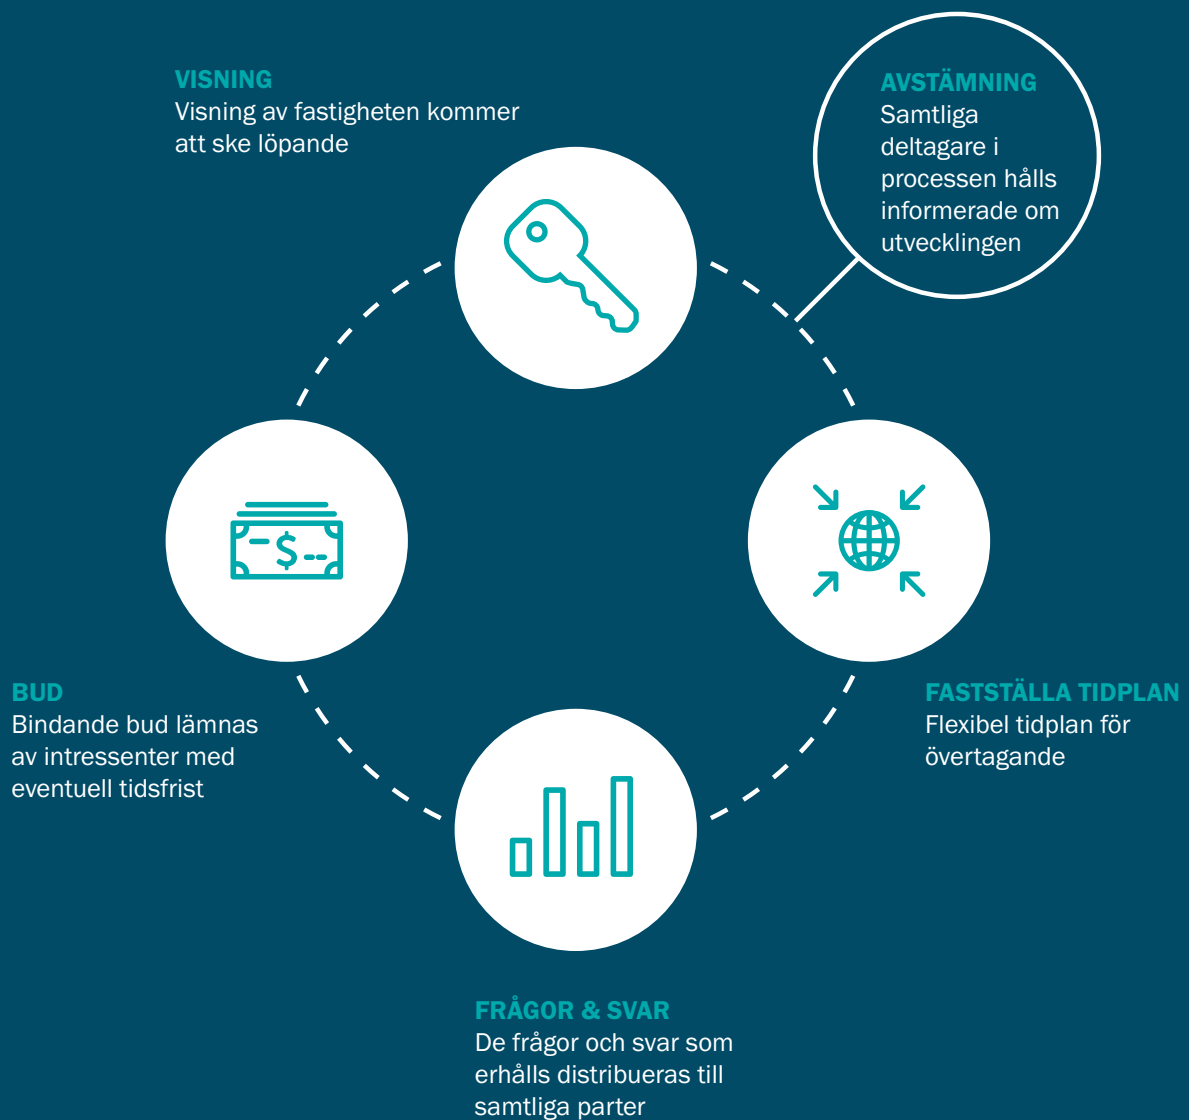 VISNING
Visning av fastigheten kommer
att ske löpande
AVSTÄMNING
Samtliga
deltagare i
processen hålls
informerade om
utvecklingen
$
BUD
Bindande bud lämnas
av intressenter med
eventuell tidsfrist
FASTSTÄLLA TIDPLAN
Flexibel tidplan för
övertagande
FRÅGOR & SVAR
De frågor och svar som
erhålls distribueras till
samtliga parter